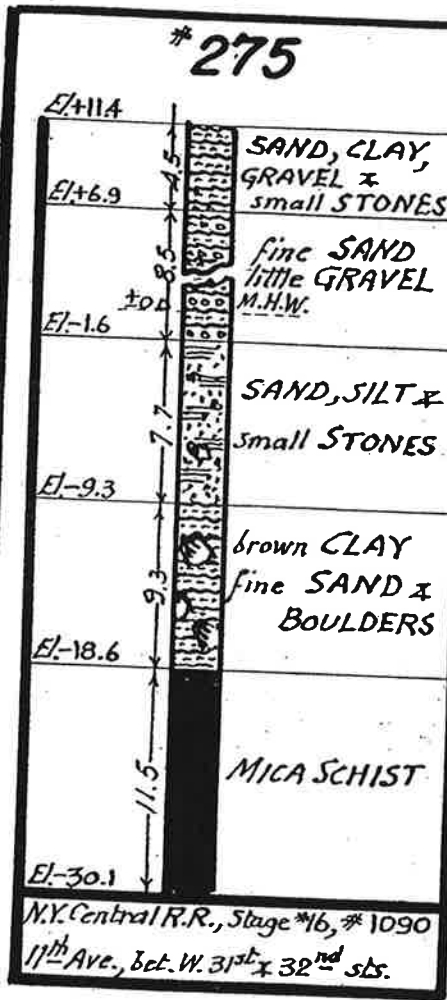 #275
El.+11.4
4.5
SAND, CLAY,
GRAVEL &
small STONES
El.+6.9
8.5
fine SAND
little GRAVEL
±0
M.H.W.
El.-1.6
7.7
SAND, SILT &
small STONES
El.-9.3
9.3
brown CLAY
fine SAND &
BOULDERS
El.-18.6
11.5
MICA SCHIST
El.-30.1
N.Y. Central R.R., Stage #16, # 1090
11th Ave., bet. W. 31st & 32nd sts.